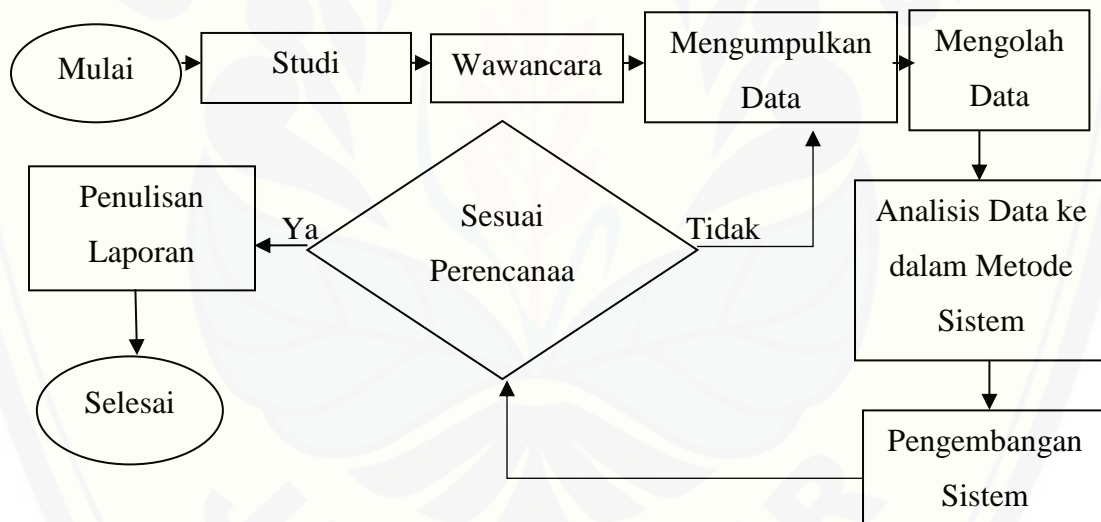 Mulai
Studi
Wawancara
Mengumpulkan
Data
Mengolah
Data
Analisis Data ke
dalam Metode
Sistem
Pengembangan
Sistem
Sesuai
Perencanaa
Tidak
Ya
Penulisan
Laporan
Selesai